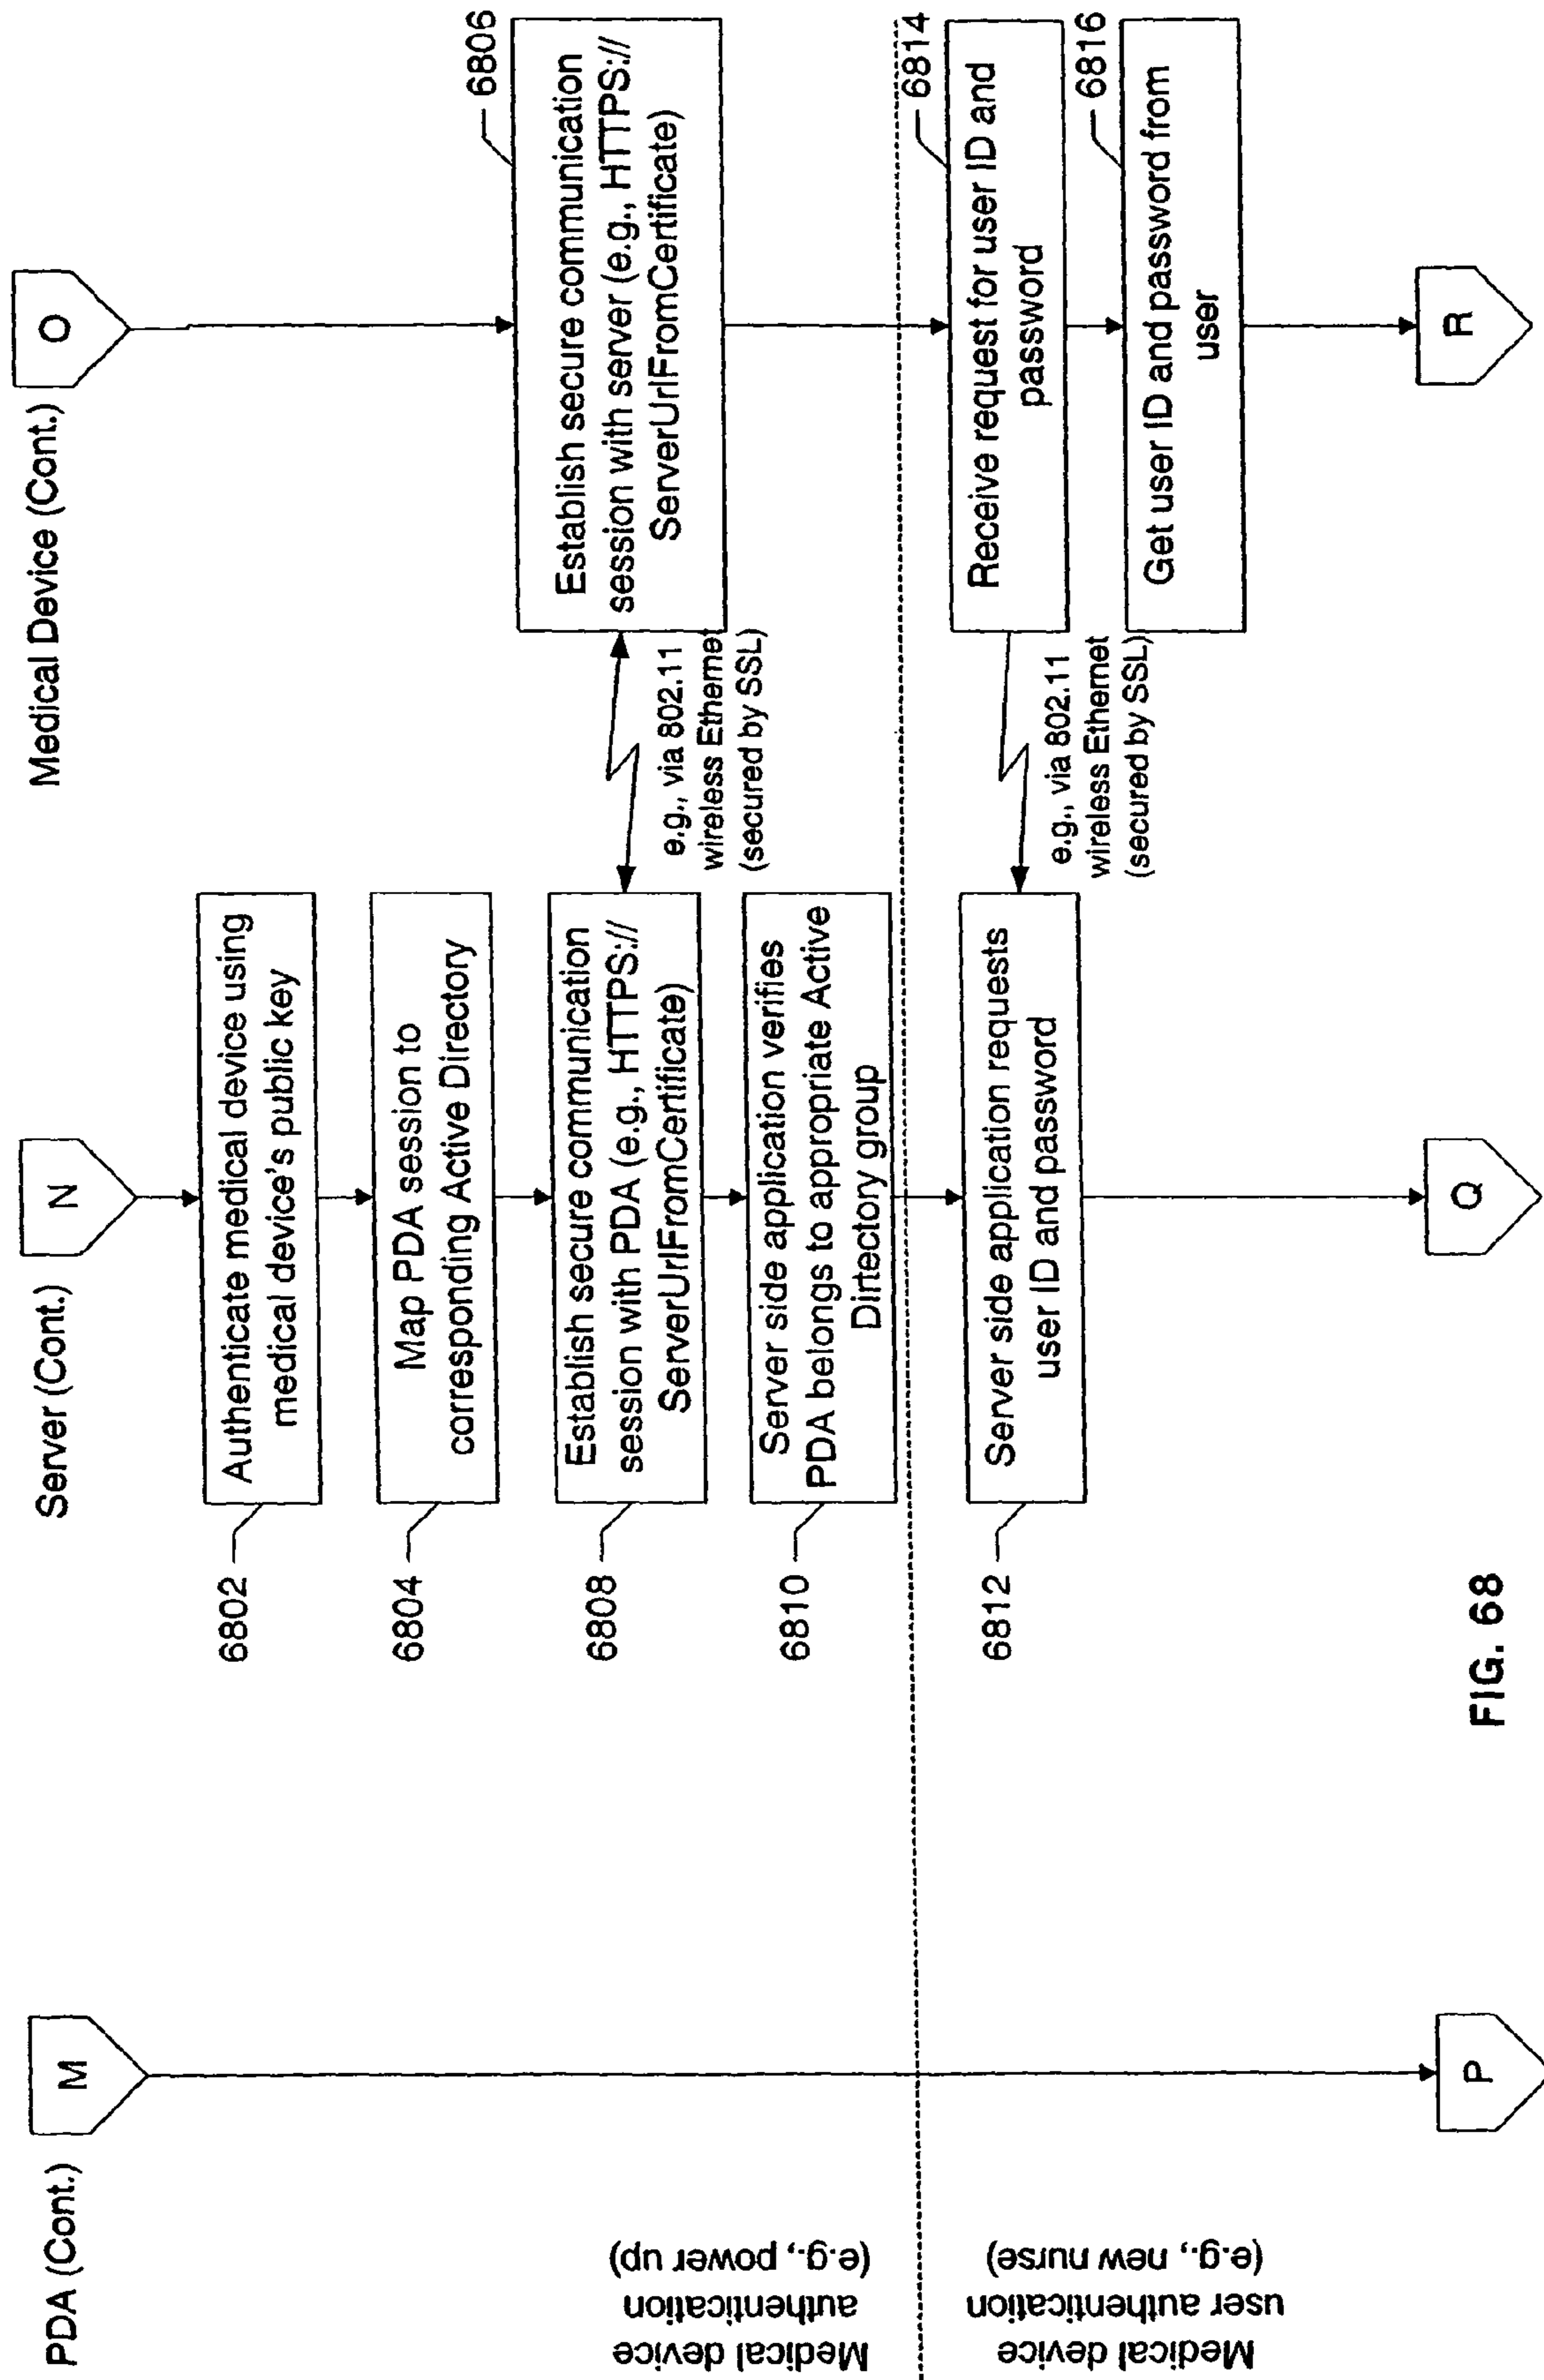 PDA (Cont.)
M
Server (Cont.)
N
Medical Device (Cont.)
O
Medical device
authentication
(e.g., power up)
6802
Authenticate medical device using
medical device's public key
6804
Map PDA session to
corresponding Active Directory
6806
Establish secure communication
session with server (e.g., HTTPS://
ServerUrlFromCertificate)
6808
Establish secure communication
session with PDA (e.g., HTTPS://
ServerUrlFromCertificate)
e.g., via 802.11
wireless Ethernet
(secured by SSL)
6810
Server side application verifies
PDA belongs to appropriate Active
Dirtectory group
Medical device
user authentication
(e.g., new nurse)
6812
Server side application requests
user ID and password
e.g., via 802.11
wireless Ethernet
(secured by SSL)
6814
Receive request for user ID and
password
6816
Get user ID and password from
user
P
Q
R
FIG. 68